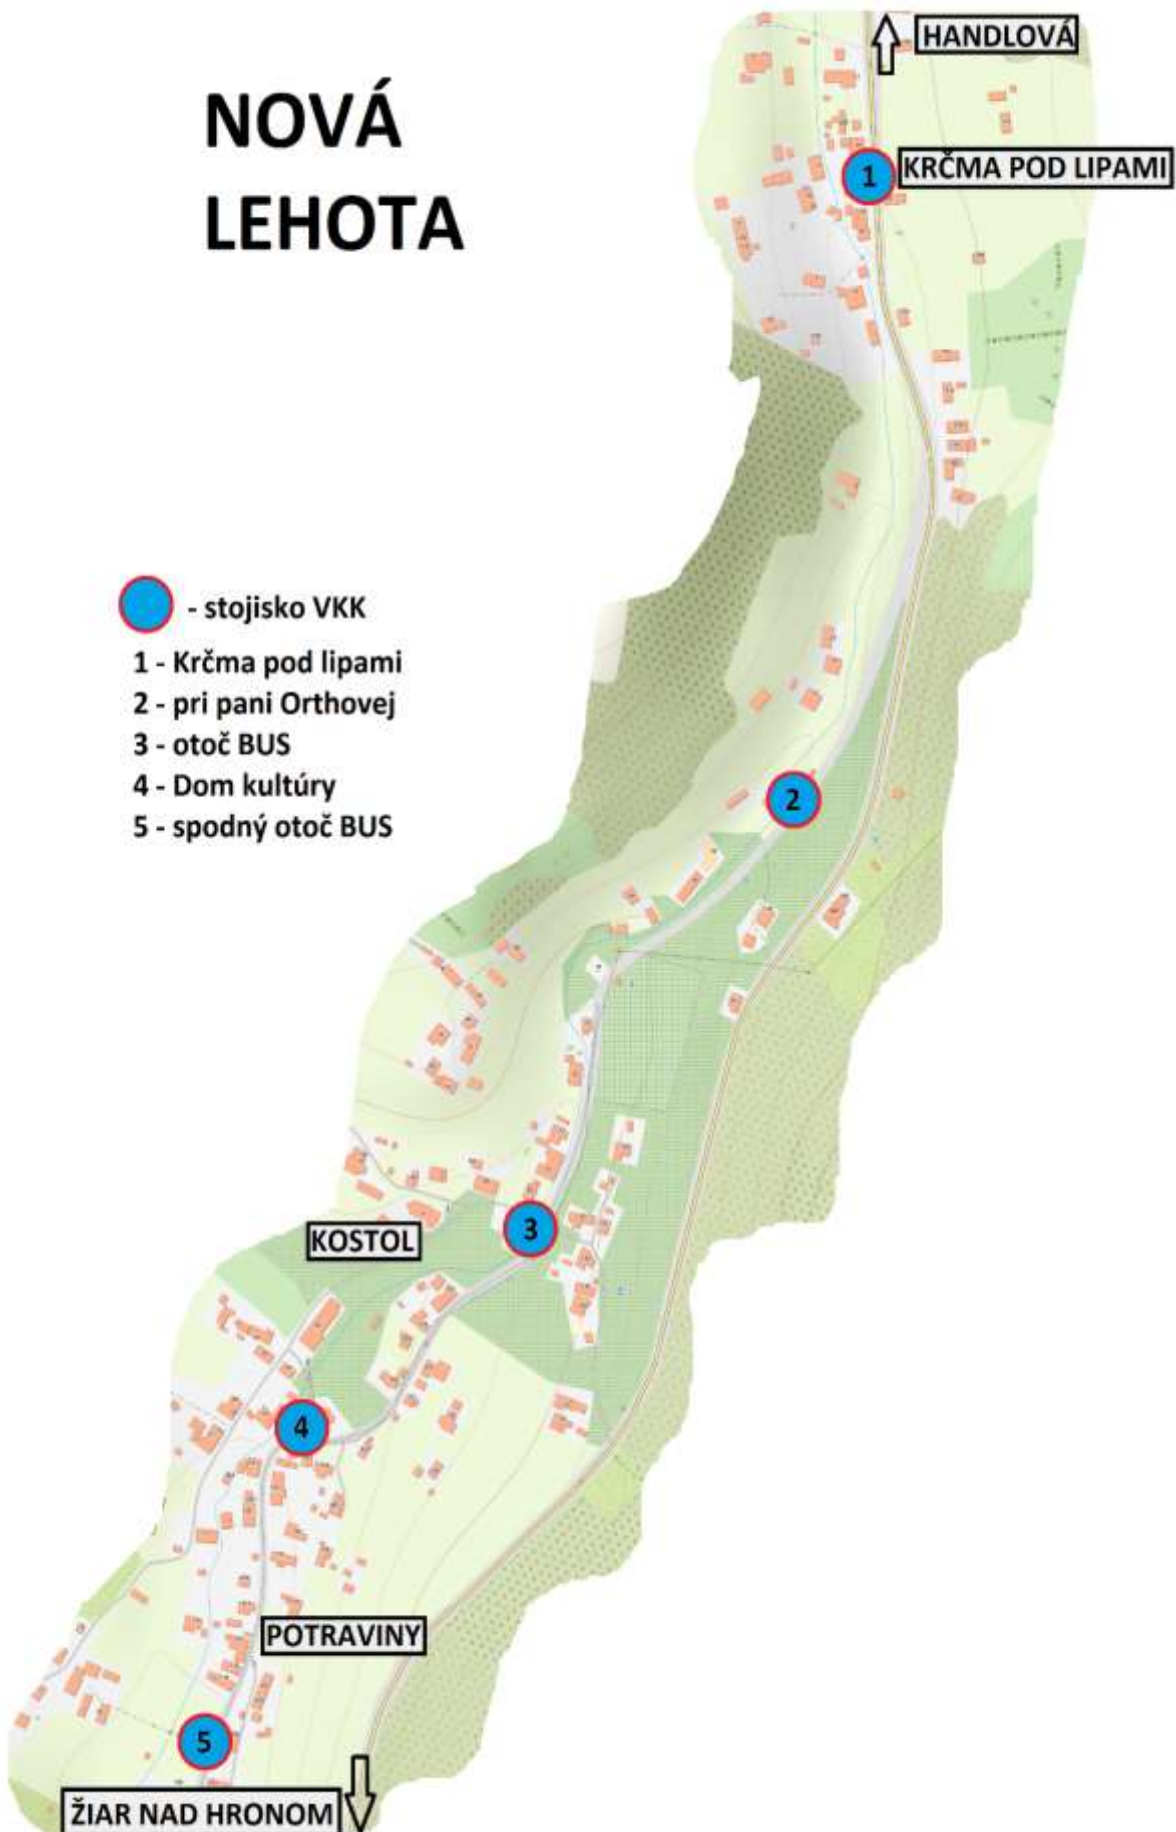 HANDLOVÁ
NOVÁ
LEHOTA
1
KRČMA POD LIPAMI
- stojisko VKK
1 - Krčma pod lipami
2 - pri pani Orthovej
3 - otoč BUS
4 - Dom kultúry
5 - spodný otoč BUS
2
3
KOSTOL
4
POTRAVINY
5
ŽIAR NAD HRONOM